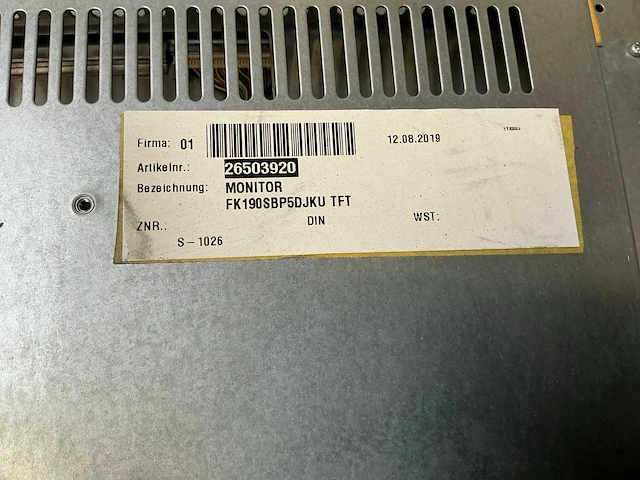 Firma: 01 12.08.2019
Artikelnr.: 26503920
Bezeichnung: MONITOR
FK190SBP5DJKU TFT
ZNR.. DIN WST:
S-1026